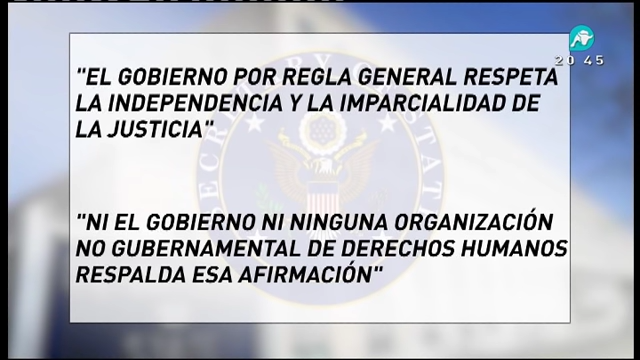 20 45
"EL GOBIERNO POR REGLA GENERAL RESPETA
LA INDEPENDENCIA Y LA IMPARCIALIDAD DE
LA JUSTICIA"
"NI EL GOBIERNO NI NINGUNA ORGANIZACIÓN
NO GUBERNAMENTAL DE DERECHOS HUMANOS
RESPALDA ESA AFIRMACIÓN"